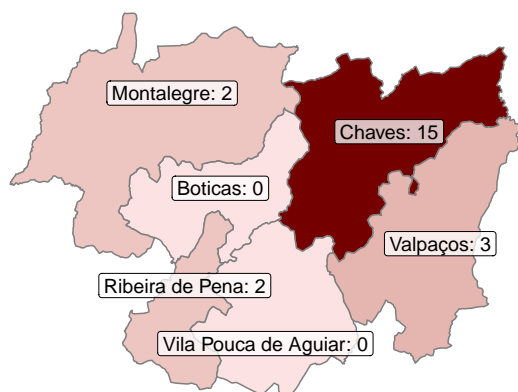 Montalegre: 2
Chaves: 15
Boticas: 0
Valpaços: 3
Ribeira de Pena: 2
Vila Pouca de Aguiar: 0